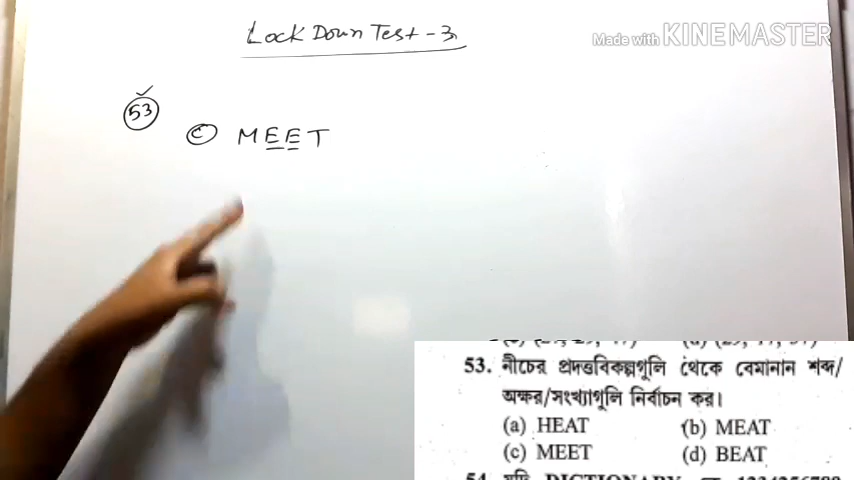 Lock Down Test - 3
Made with KINEMASTER
53
C MEET
53. নীচের প্রদত্তবিকল্পগুলি থেকে বেমানান শব্দ/
অক্ষর/সংখ্যাগুলি নির্বাচন কর।
(a) HEAT (b) MEAT
(c) MEET (d) BEAT